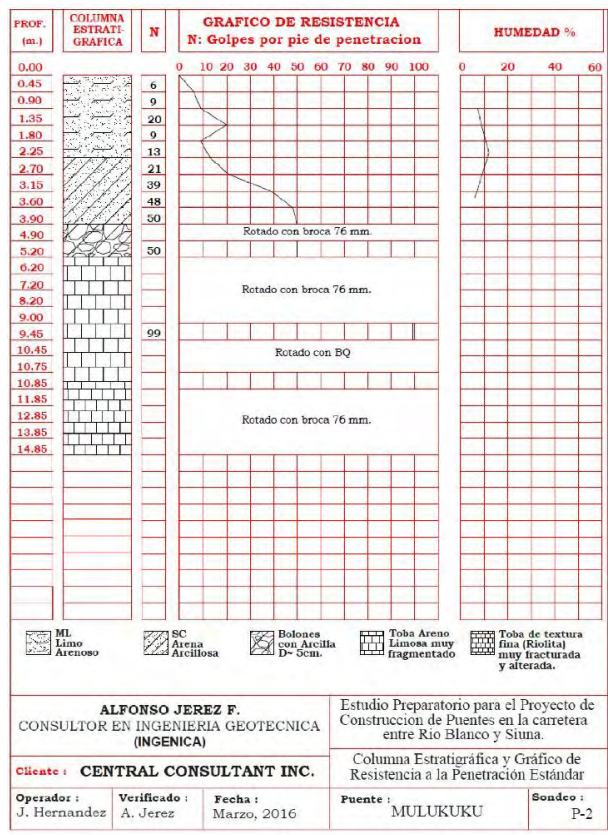 PROF.
(m.)
COLUMNA
ESTRATI-
GRAFICA
N
GRAFICO DE RESISTENCIA
N: Golpes por pie de penetracion
HUMEDAD %
0 10 20 30 40 50 60 70 80 90 100
0 20 40 60
0.00
0.45 6
0.90 9
1.35 20
1.80 9
2.25 13
2.70 21
3.15 39
3.60 48
3.90 50
4.90 Rotado con broca 76 mm.
5.20 50
6.20
7.20 Rotado con broca 76 mm.
8.20
9.00
9.45 99
10.45 Rotado con BQ
10.75
10.85
11.85
12.85 Rotado con broca 76 mm.
13.85
14.85
ML
Limo
Arenoso
SC
Arena
Arcillosa
Bolones
con Arcilla
D~ 5cm.
Toba Areno
Limosa muy
fragmentado
Toba de textura
fina (Riolita)
muy fracturada
y alterada.
ALFONSO JEREZ F.
CONSULTOR EN INGENIERIA GEOTECNICA
(INGENICA)
Estudio Preparatorio para el Proyecto de
Construccion de Puentes en la carretera
entre Rio Blanco y Siuna.
Cliente : CENTRAL CONSULTANT INC.
Columna Estratigráfica y Gráfico de
Resistencia a la Penetración Estándar
Operador :
J. Hernandez
Verificado :
A. Jerez
Fecha :
Marzo, 2016
Puente :
MULUKUKU
Sondeo :
P-2